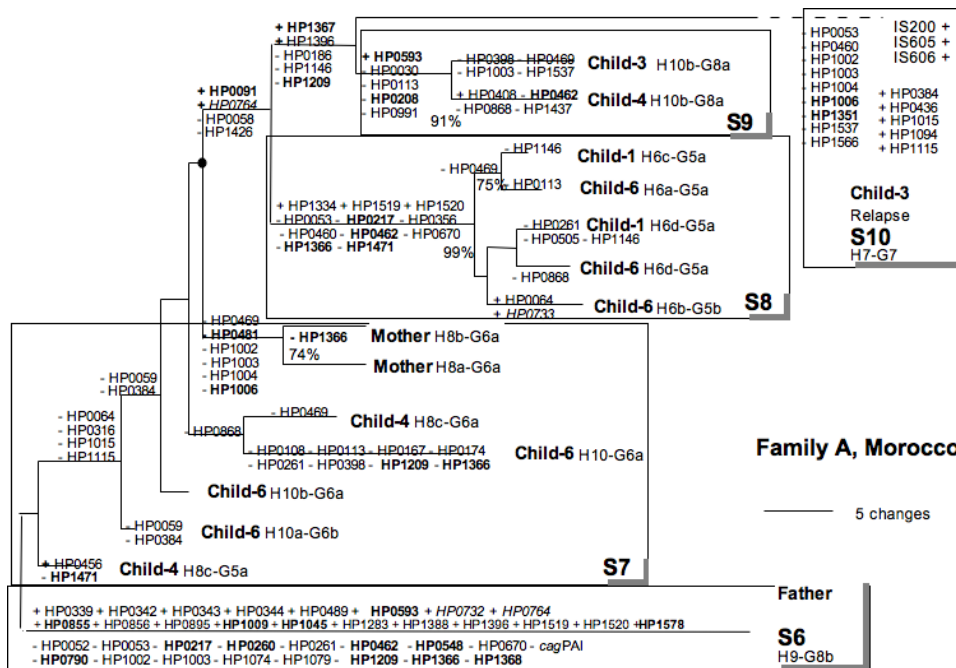 + HP1367
+ HP1396
- HP0186
- HP1146
- HP1209
+ HP0091
+ HP0764
- HP0058
- HP1426
+ HP0593
- HP0030
- HP0113
- HP0208
- HP0991
- HP0398 - HP0469
- HP1003 - HP1537
Child-3 H10b-G8a
+ HP0408 - HP0462
- HP0868 - HP1437
Child-4 H10b-G8a
91%
S9
- HP0053
- HP0460
- HP1002
- HP1003
- HP1004
- HP1006
- HP1351
- HP1537
- HP1566
IS200 +
IS605 +
IS606 +
+ HP0384
+ HP0436
+ HP1015
+ HP1094
+ HP1115
Child-3
Relapse
S10
H7-G7
- HP1146
Child-1 H6c-G5a
- HP0469
75%
- HP0113
Child-6 H6a-G5a
+ HP1334 + HP1519 + HP1520
- HP0053 - HP0217 - HP0356
- HP0460 - HP0462 - HP0670
- HP1366 - HP1471
99%
- HP0261
- HP0505 - HP1146
Child-1 H6d-G5a
- HP0868
Child-6 H6d-G5a
+ HP0064
+ HP0733
Child-6 H6b-G5b
S8
- HP0469
- HP0481
- HP1002
- HP1003
- HP1004
- HP1006
- HP1366
74%
Mother H8b-G6a
Mother H8a-G6a
- HP0059
- HP0384
- HP0064
- HP0316
- HP1015
- HP1115
- HP0868
- HP0469
Child-4 H8c-G6a
- HP0108 - HP0113 - HP0167 - HP0174
- HP0261 - HP0398 - HP1209 - HP1366
Child-6 H10-G6a
Child-6 H10b-G6a
- HP0059
- HP0384
Child-6 H10a-G6b
+ HP0456
- HP1471
Child-4 H8c-G5a
S7
Family A, Morocco
5 changes
Father
+ HP0339 + HP0342 + HP0343 + HP0344 + HP0489 + HP0593 + HP0732 + HP0764
+ HP0855 + HP0856 + HP0895 + HP1009 + HP1045 + HP1283 + HP1388 + HP1396 + HP1519 + HP1520 +HP1578
- HP0052 - HP0053 - HP0217 - HP0260 - HP0261 - HP0462 - HP0548 - HP0670 - cagPAI
- HP0790 - HP1002 - HP1003 - HP1074 - HP1079 - HP1209 - HP1366 - HP1368
S6
H9-G8b